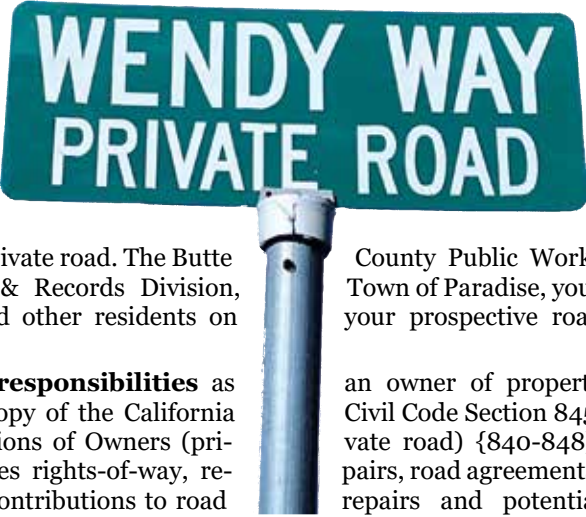 WENDY WAY
PRIVATE ROAD
rivate road. The Butte County Public Work
& Records Division, Town of Paradise, you
d other residents on your prospective roa
responsibilities as an owner of propert
opy of the California Civil Code Section 845
ions of Owners (pri- vate road) {840-848
es rights-of-way, re- pairs, road agreement
ontributions to road repairs and potentia